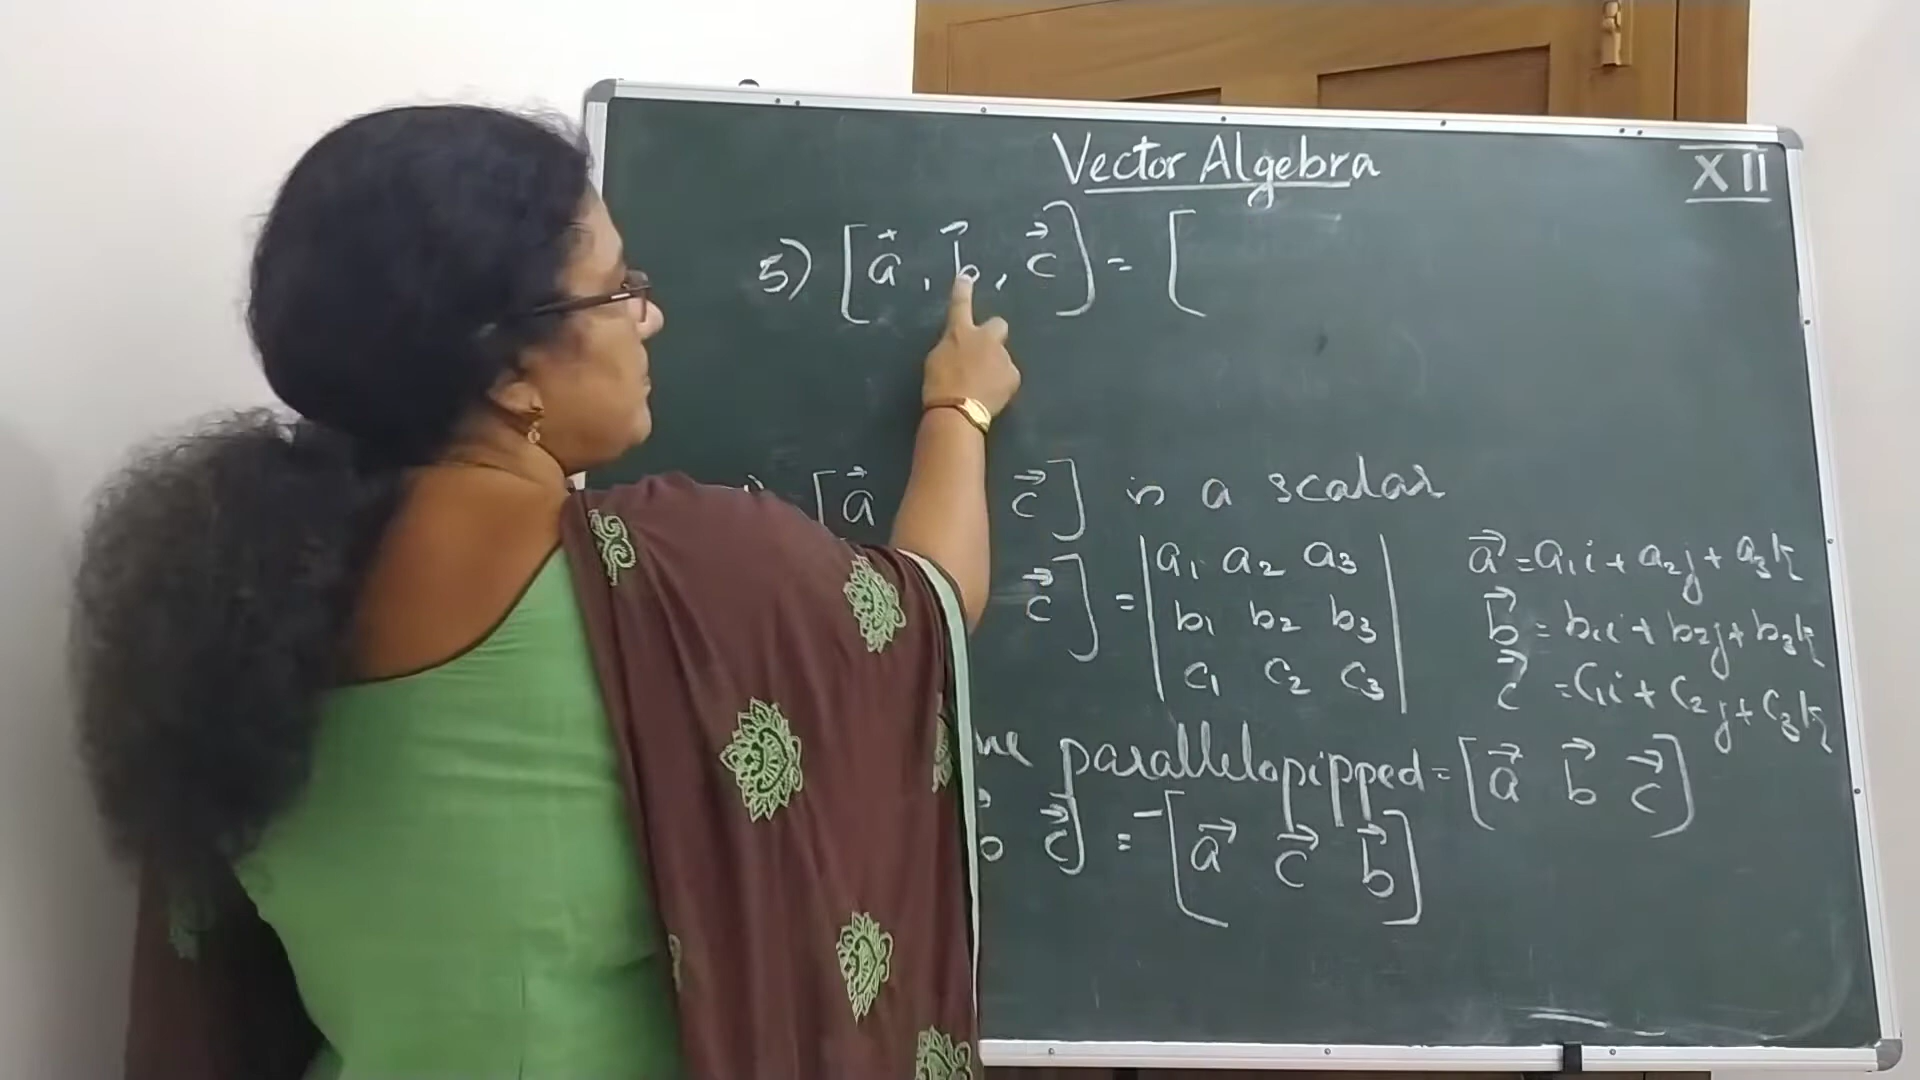 Vector Algebra
XII
5) [a⃗, b⃗, c⃗] = [
[a⃗ c⃗] is a scalar
c⃗] = | a₁ a₂ a₃ |
| b₁ b₂ b₃ |
| c₁ c₂ c₃ |
a⃗ = a₁i + a₂j + a₃k
b⃗ = b₁i + b₂j + b₃k
c⃗ = c₁i + c₂j + c₃k
parallelopipped = [a⃗ b⃗ c⃗]
b c⃗] = -[a⃗ c⃗ b⃗]